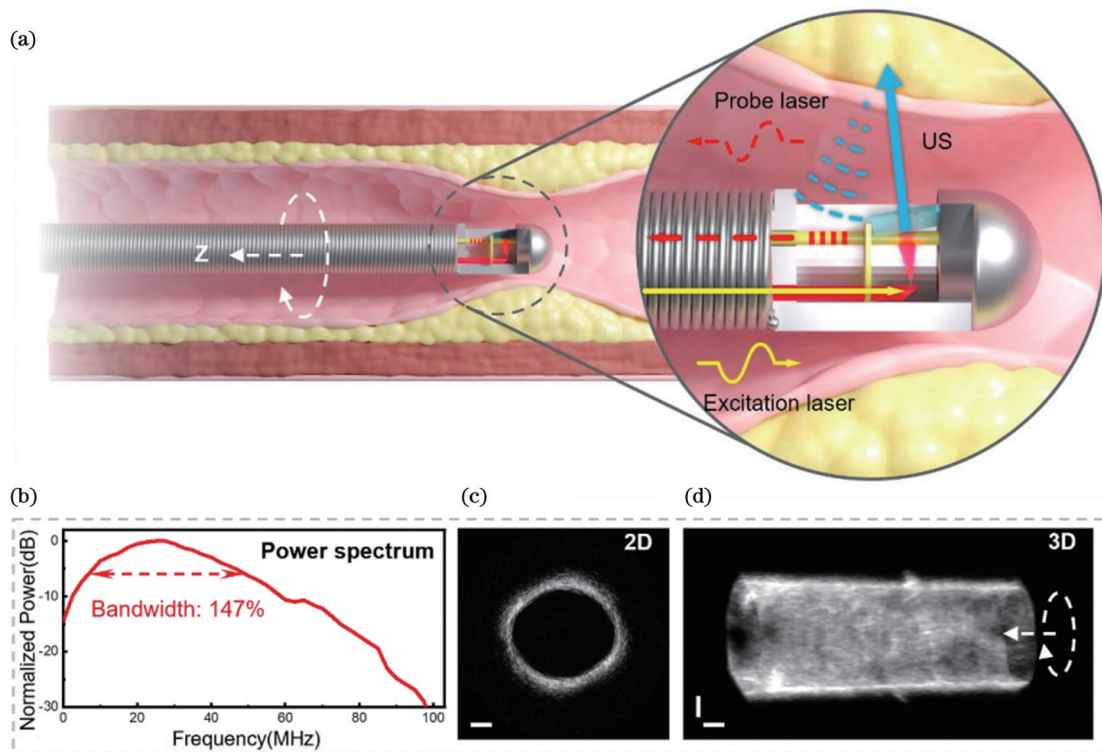 (a)
Probe laser
US
Z
Excitation laser
(b)
(c)
(d)
Normalized Power(dB)
0
-10
-20
-30
Power spectrum
Bandwidth: 147%
0
20
40
60
80
100
Frequency(MHz)
2D
3D